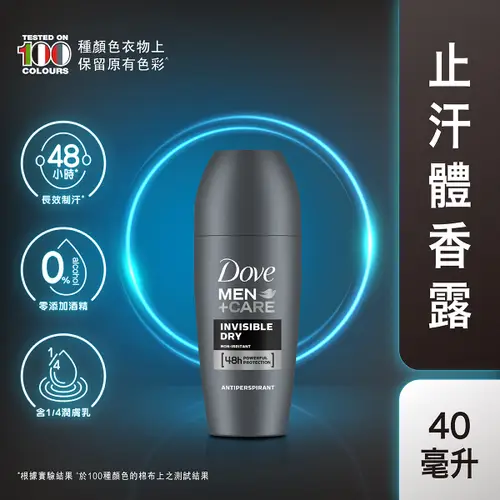 TESTED ON
100
COLOURS
種顏色衣物上
保留原有色彩^
止汗體香露
48
小時*
長效制汗*
0%
alcohol
零添加酒精
1/4
含1/4潤膚乳
Dove
MEN
+CARE
INVISIBLE
DRY
NON-IRRITANT
[48h POWERFUL
PROTECTION]
ANTIPERSPIRANT
40
毫升
*根據實驗結果 ^於100種顏色的棉布上之測試結果